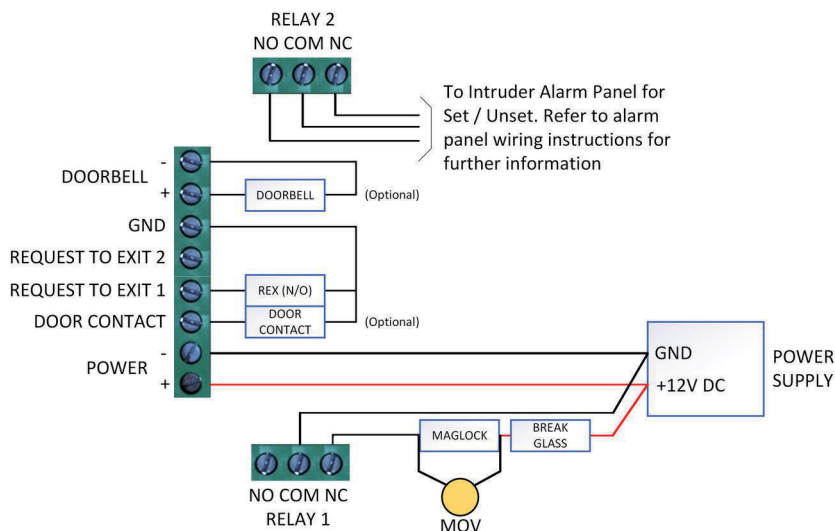 RELAY 2
NO COM NC
To Intruder Alarm Panel for
Set / Unset. Refer to alarm
panel wiring instructions for
further information
-
DOORBELL
+
DOORBELL
(Optional)
GND
REQUEST TO EXIT 2
REQUEST TO EXIT 1
REX (N/O)
DOOR CONTACT
DOOR
CONTACT
(Optional)
-
POWER
+
GND
+12V DC
POWER
SUPPLY
MAGLOCK
BREAK
GLASS
NO COM NC
RELAY 1
MOV